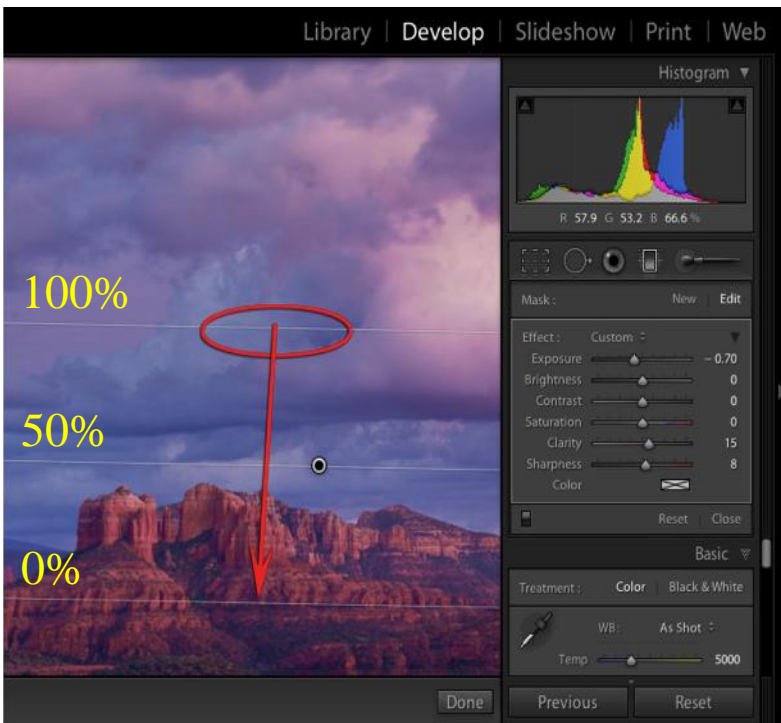 Library | Develop | Slideshow | Print | Web
Histogram
R 57.9 G 53.2 B 66.6 %
100%
Mask : New Edit
Effect : Custom
Exposure – 0.70
Brightness 0
Contrast 0
50%
Saturation 0
Clarity 15
Sharpness 8
Color
Reset Close
Basic
0%
Treatment : Color Black & White
WB: As Shot
Temp 5000
Done
Previous Reset